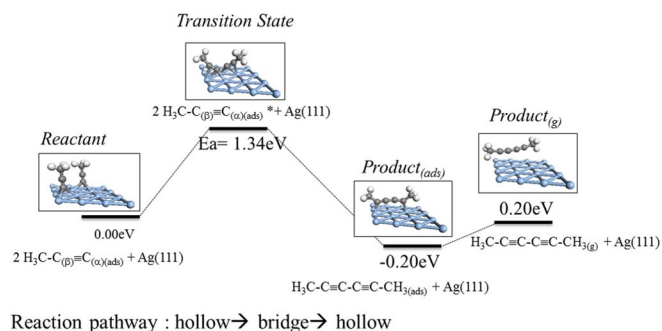 Transition State
2 H₃C-C(β)≡C(α)(ads) *+ Ag(111)
Ea= 1.34eV
Reactant
0.00eV
2 H₃C-C(β)≡C(α)(ads) + Ag(111)
Product(ads)
-0.20eV
H₃C-C≡C-C≡C-CH₃(ads) + Ag(111)
Product(g)
0.20eV
H₃C-C≡C-C≡C-CH₃(g) + Ag(111)
Reaction pathway : hollow→ bridge→ hollow